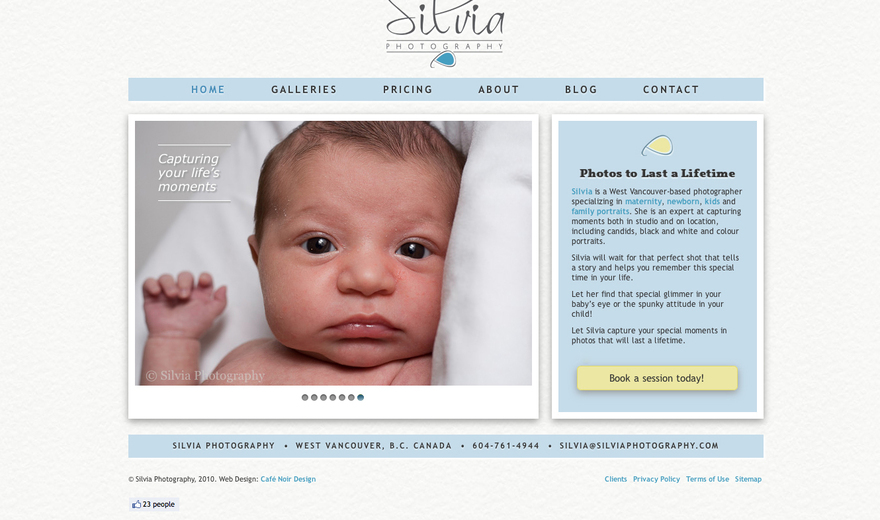 Silvia
PHOTOGRAPHY
HOME GALLERIES PRICING ABOUT BLOG CONTACT
Capturing
your life's
moments
© Silvia Photography
Photos to Last a Lifetime
Silvia is a West Vancouver-based photographer
specializing in maternity, newborn, kids and
family portraits. She is an expert at capturing
moments both in studio and on location,
including candids, black and white and colour
portraits.
Silvia will wait for that perfect shot that tells
a story and helps you remember this special
time in your life.
Let her find that special glimmer in your
baby's eye or the spunky attitude in your
child!
Let Silvia capture your special moments in
photos that will last a lifetime.
Book a session today!
SILVIA PHOTOGRAPHY • WEST VANCOUVER, B.C. CANADA • 604-761-4944 • SILVIA@SILVIAPHOTOGRAPHY.COM
© Silvia Photography, 2010. Web Design: Café Noir Design
Clients Privacy Policy Terms of Use Sitemap
23 people